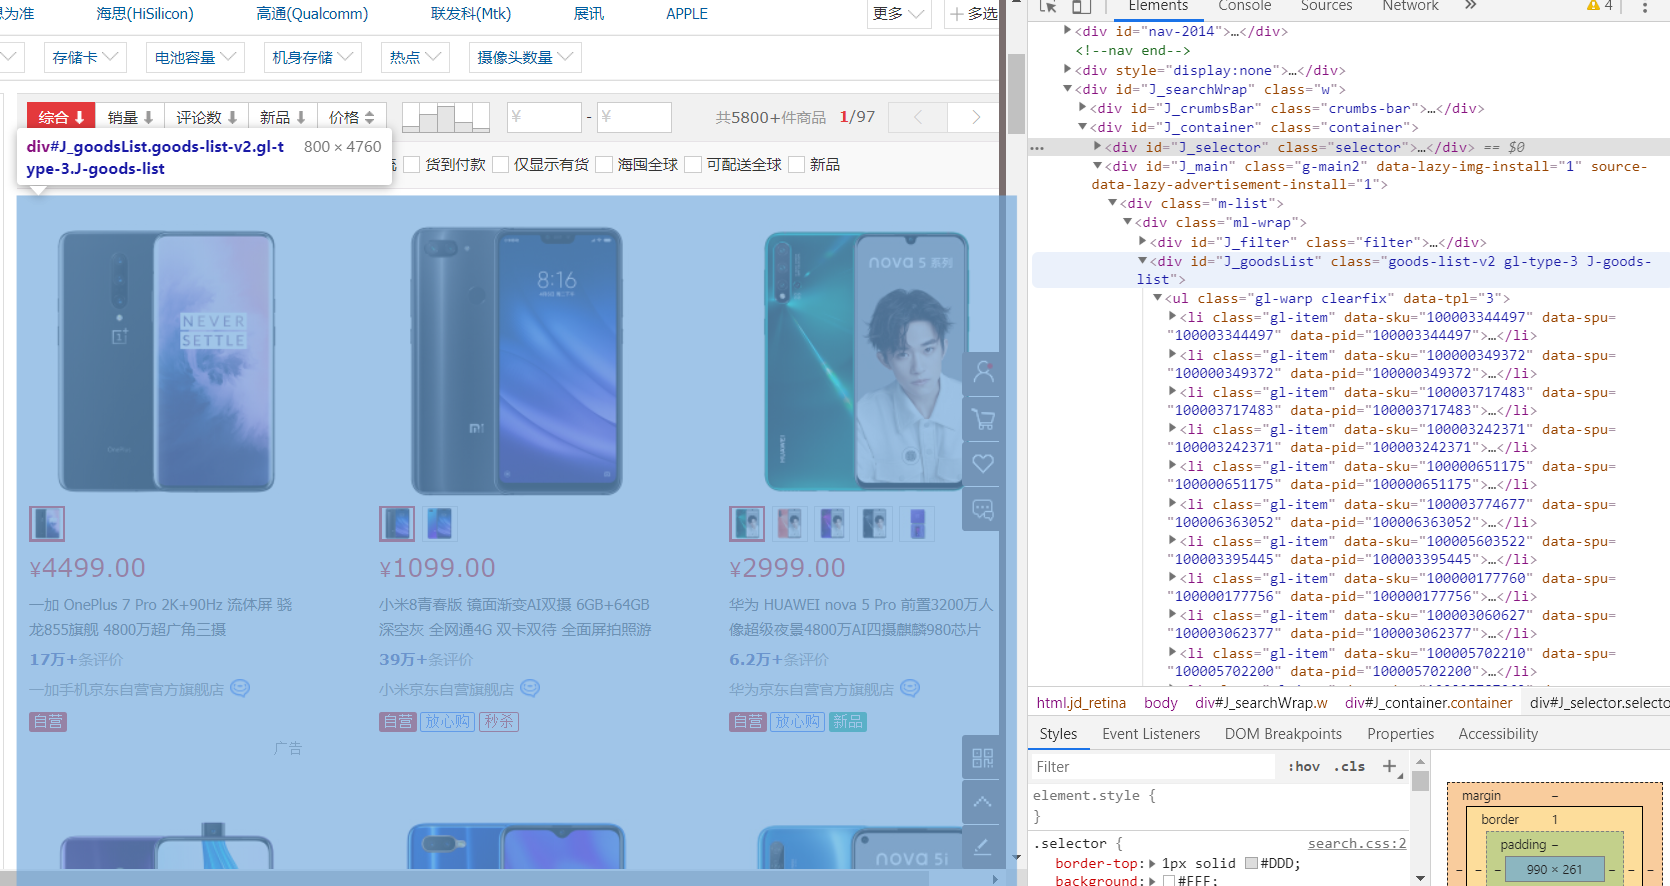 思为准 海思(HiSilicon) 高通(Qualcomm) 联发科(Mtk) 展讯 APPLE 更多 多选
存储卡 电池容量 机身存储 热点 摄像头数量
综合 销量 评论数 新品 价格 ¥ - ¥ 共5800+件商品 1/97
div#J_goodsList.goods-list-v2.gl-t 800 × 4760
ype-3.J-goods-list
货到付款 仅显示有货 海囤全球 可配送全球 新品
NEVER
SETTLE
OnePlus
8:16
nova 5 系列
¥4499.00
一加 OnePlus 7 Pro 2K+90Hz 流体屏 骁
龙855旗舰 4800万超广角三摄
17万+条评价
一加手机京东自营官方旗舰店
自营
广告
¥1099.00
小米8青春版 镜面渐变AI双摄 6GB+64GB
深空灰 全网通4G 双卡双待 全面屏拍照游
39万+条评价
小米京东自营旗舰店
自营 放心购 秒杀
¥2999.00
华为 HUAWEI nova 5 Pro 前置3200万人
像超级夜景4800万AI四摄麒麟980芯片
6.2万+条评价
华为京东自营官方旗舰店
自营 放心购 新品
nova 5i
Elements Console Sources Network » 4
<div id="nav-2014">…</div>
<!--nav end-->
<div style="display:none">…</div>
<div id="J_searchWrap" class="w">
<div id="J_crumbsBar" class="crumbs-bar">…</div>
<div id="J_container" class="container">
<div id="J_selector" class="selector">…</div> == $0
<div id="J_main" class="g-main2" data-lazy-img-install="1" source-
data-lazy-advertisement-install="1">
<div class="m-list">
<div class="ml-wrap">
<div id="J_filter" class="filter">…</div>
<div id="J_goodsList" class="goods-list-v2 gl-type-3 J-goods-
list">
<ul class="gl-warp clearfix" data-tpl="3">
<li class="gl-item" data-sku="100003344497" data-spu=
"100003344497" data-pid="100003344497">…</li>
<li class="gl-item" data-sku="100000349372" data-spu=
"100000349372" data-pid="100000349372">…</li>
<li class="gl-item" data-sku="100003717483" data-spu=
"100003717483" data-pid="100003717483">…</li>
<li class="gl-item" data-sku="100003242371" data-spu=
"100003242371" data-pid="100003242371">…</li>
<li class="gl-item" data-sku="100000651175" data-spu=
"100000651175" data-pid="100000651175">…</li>
<li class="gl-item" data-sku="100003774677" data-spu=
"100006363052" data-pid="100006363052">…</li>
<li class="gl-item" data-sku="100005603522" data-spu=
"100003395445" data-pid="100003395445">…</li>
<li class="gl-item" data-sku="100000177760" data-spu=
"100000177756" data-pid="100000177756">…</li>
<li class="gl-item" data-sku="100003060627" data-spu=
"100003062377" data-pid="100003062377">…</li>
<li class="gl-item" data-sku="100005702210" data-spu=
"100005702200" data-pid="100005702200">…</li>
html.jd_retina body div#J_searchWrap.w div#J_container.container div#J_selector.selecto
Styles Event Listeners DOM Breakpoints Properties Accessibility
Filter :hov .cls +
element.style {
}
.selector { search.css:2
border-top: 1px solid #DDD;
background: #FFF;
margin –
border 1
padding –
– – – 990 × 261 – – –